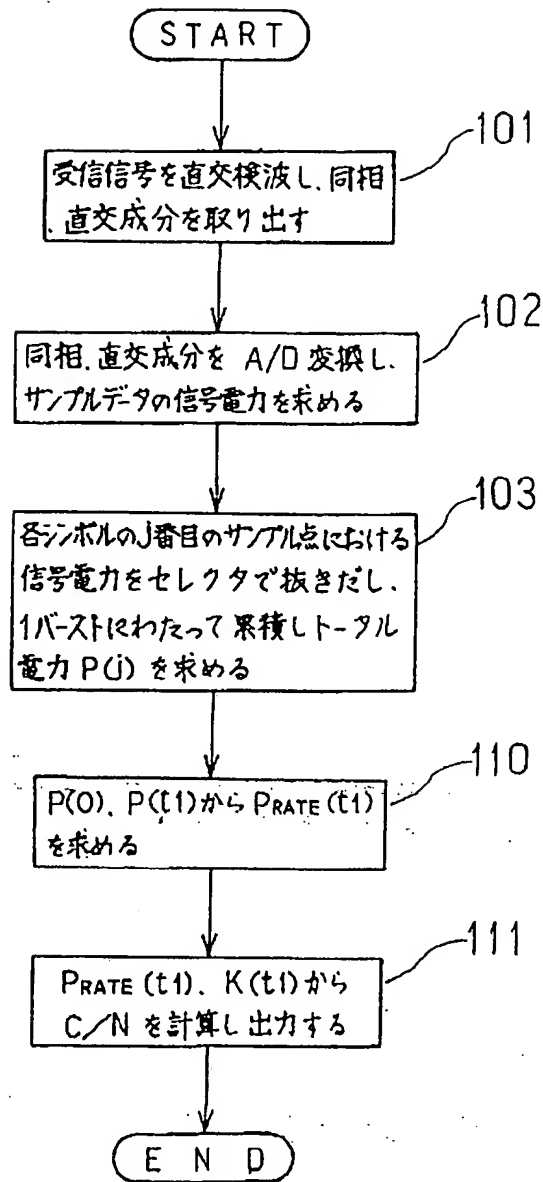 START
101
受信信号を直交検波し、同相
、直交成分を取り出す
102
同相、直交成分を A/D 変換し、
サンプルデータの信号電力を求める
103
各シンボルのj番目のサンプル点における
信号電力をセレクタで抜きだし、
1バーストにわたって累積しトータル
電力 P(j) を求める
110
P(0)、P(t1)から PRATE(t1)
を求める
111
PRATE(t1)、K(t1)から
C/N を計算し出力する
END